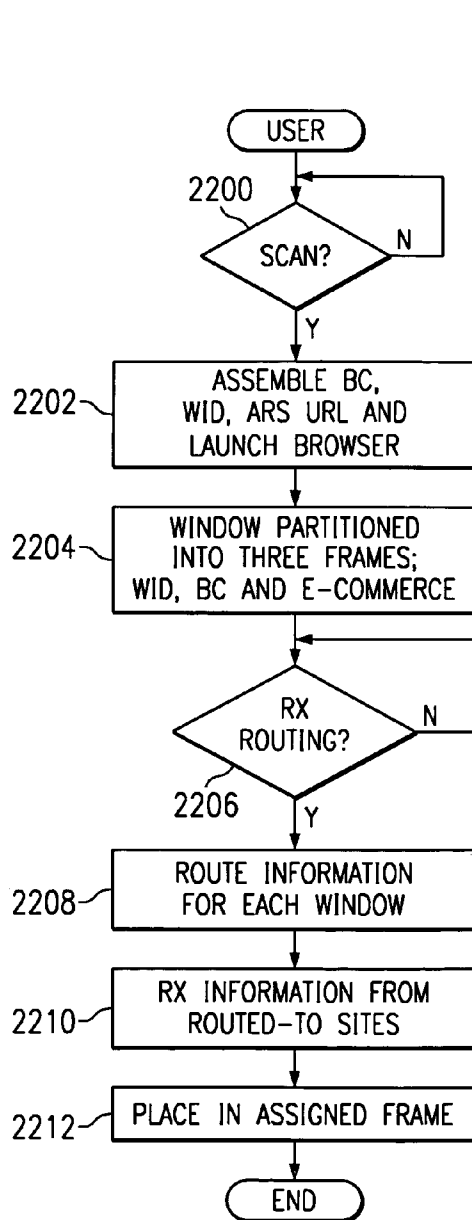 USER
2200
SCAN?
N
Y
2202
ASSEMBLE BC,
WID, ARS URL AND
LAUNCH BROWSER
2204
WINDOW PARTITIONED
INTO THREE FRAMES;
WID, BC AND E-COMMERCE
RX
ROUTING?
N
2206
Y
2208
ROUTE INFORMATION
FOR EACH WINDOW
2210
RX INFORMATION FROM
ROUTED-TO SITES
2212
PLACE IN ASSIGNED FRAME
END